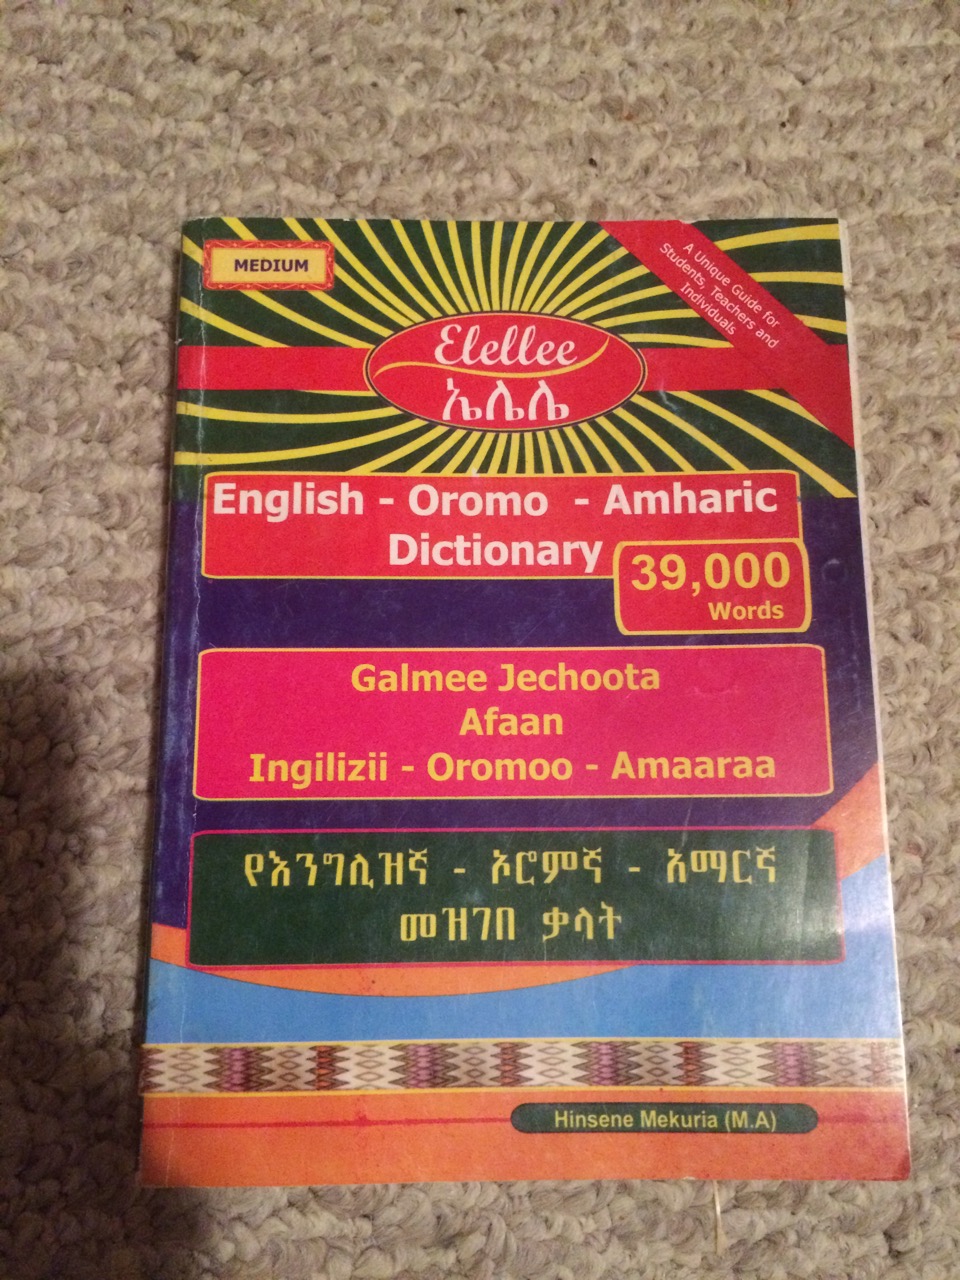 MEDIUM
A Unique Guide for
Students, Teachers and
Individuals
Elellee
ኤሌሌ
English - Oromo - Amharic
Dictionary
39,000
Words
Galmee Jechoota
Afaan
Ingilizii - Oromoo - Amaaraa
የእንግሊዝኛ - ኦሮምኛ - አማርኛ
መዝገበ ቃላት
Hinsene Mekuria (M.A)